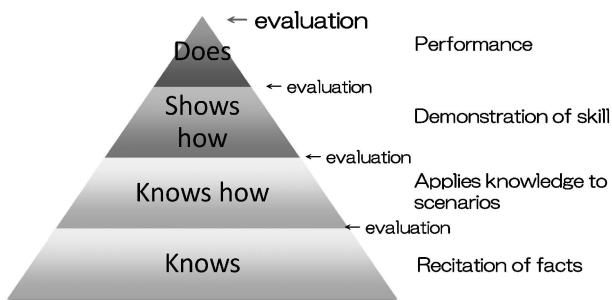 evaluation
Does
Performance
evaluation
Shows
how
Demonstration of skill
evaluation
Knows how
Applies knowledge to
scenarios
evaluation
Knows
Recitation of facts